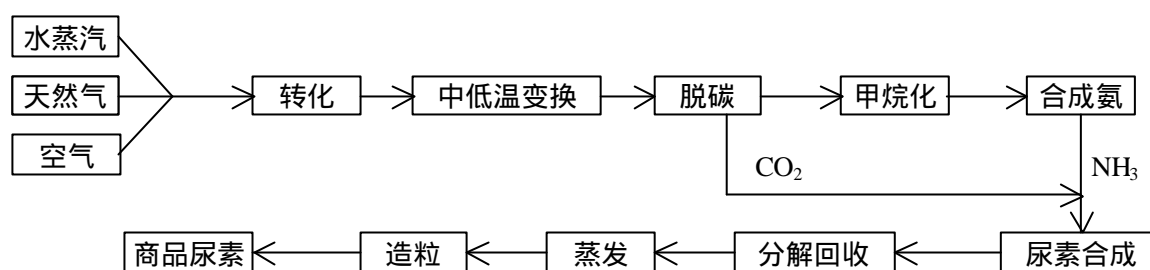 水蒸汽
天然气
空气
转化
中低温变换
脱碳
甲烷化
合成氨
CO₂
NH₃
商品尿素
造粒
蒸发
分解回收
尿素合成